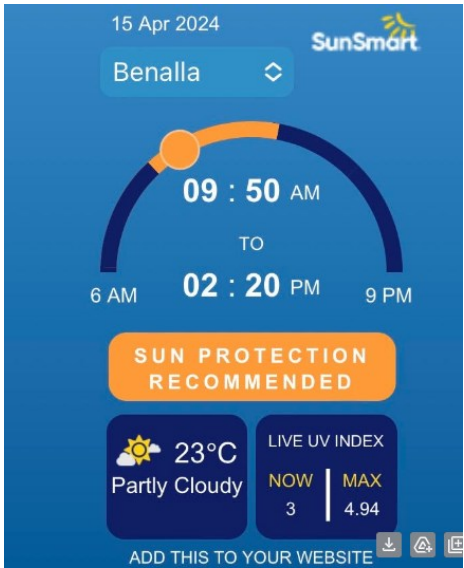 15 Apr 2024
SunSmart
Benalla
09 : 50 AM
TO
02 : 20 PM
6 AM
9 PM
SUN PROTECTION
RECOMMENDED
23°C
Partly Cloudy
LIVE UV INDEX
NOW MAX
3 4.94
ADD THIS TO YOUR WEBSITE